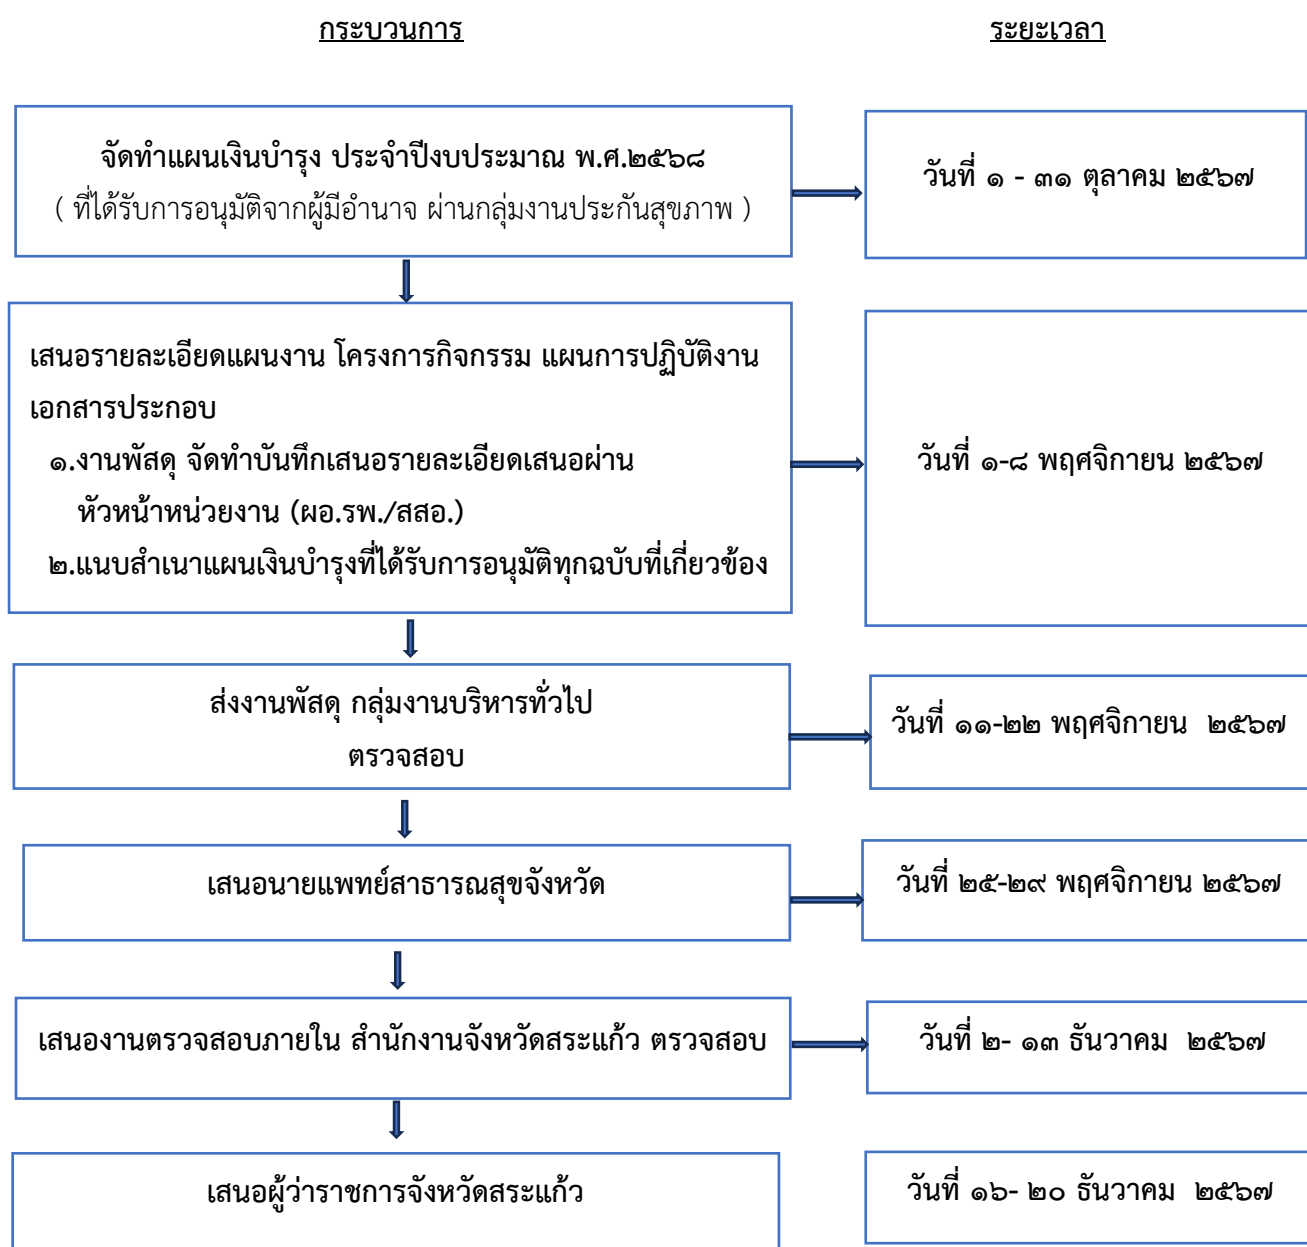 กระบวนการ
ระยะเวลา
จัดทำแผนเงินบำรุง ประจำปีงบประมาณ พ.ศ.๒๕๖๘
( ที่ได้รับการอนุมัติจากผู้มีอำนาจ ผ่านกลุ่มงานประกันสุขภาพ )
วันที่ ๑ - ๓๑ ตุลาคม ๒๕๖๗
เสนอรายละเอียดแผนงาน โครงการกิจกรรม แผนการปฏิบัติงาน
เอกสารประกอบ
๑.งานพัสดุ จัดทำบันทึกเสนอรายละเอียดเสนอผ่าน
หัวหน้าหน่วยงาน (ผอ.รพ./สสอ.)
๒.แนบสำเนาแผนเงินบำรุงที่ได้รับการอนุมัติทุกฉบับที่เกี่ยวข้อง
วันที่ ๑-๘ พฤศจิกายน ๒๕๖๗
ส่งงานพัสดุ กลุ่มงานบริหารทั่วไป
ตรวจสอบ
วันที่ ๑๑-๒๒ พฤศจิกายน ๒๕๖๗
เสนอนายแพทย์สาธารณสุขจังหวัด
วันที่ ๒๕-๒๙ พฤศจิกายน ๒๕๖๗
เสนองานตรวจสอบภายใน สำนักงานจังหวัดสระแก้ว ตรวจสอบ
วันที่ ๒- ๑๓ ธันวาคม ๒๕๖๗
เสนอผู้ว่าราชการจังหวัดสระแก้ว
วันที่ ๑๖- ๒๐ ธันวาคม ๒๕๖๗